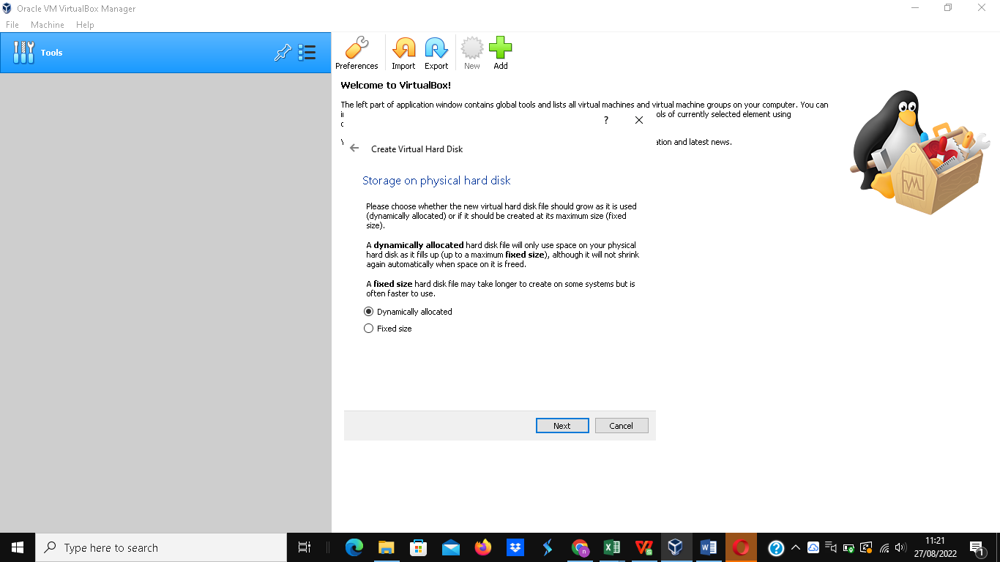 Oracle VM VirtualBox Manager
File Machine Help
Tools
Preferences Import Export New Add
Welcome to VirtualBox!
The left part of application window contains global tools and lists all virtual machines and virtual machine groups on your computer. You can
ols of currently selected element using
ation and latest news.
?
Create Virtual Hard Disk
Storage on physical hard disk
Please choose whether the new virtual hard disk file should grow as it is used
(dynamically allocated) or if it should be created at its maximum size (fixed
size).
A dynamically allocated hard disk file will only use space on your physical
hard disk as it fills up (up to a maximum fixed size), although it will not shrink
again automatically when space on it is freed.
A fixed size hard disk file may take longer to create on some systems but is
often faster to use.
Dynamically allocated
Fixed size
Next Cancel
Type here to search
11:21
27/08/2022
1